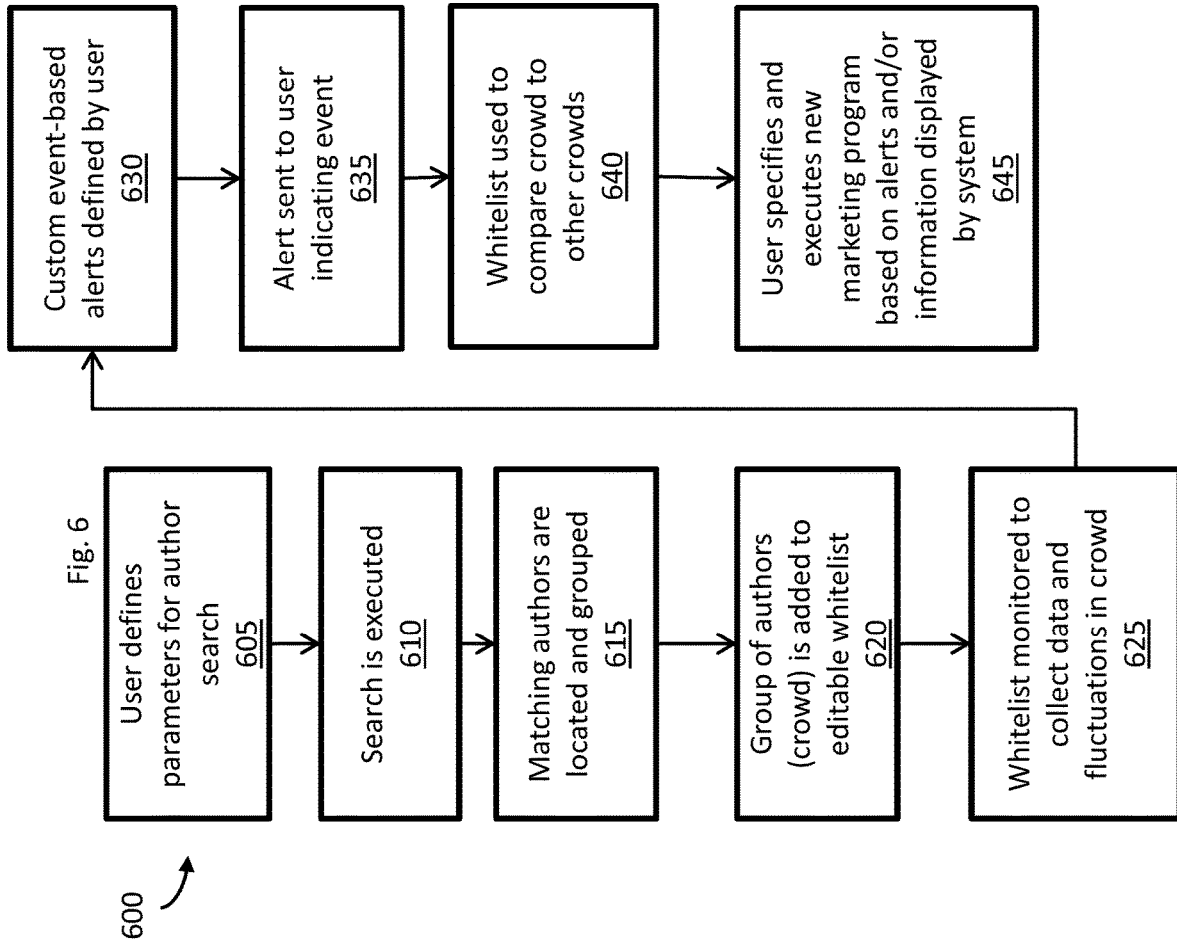 Fig. 6
600
User defines
parameters for author
search
605
Search is executed
610
Matching authors are
located and grouped
615
Group of authors
(crowd) is added to
editable whitelist
620
Whitelist monitored to
collect data and
fluctuations in crowd
625
Custom event-based
alerts defined by user
630
Alert sent to user
indicating event
635
Whitelist used to
compare crowd to
other crowds
640
User specifies and
executes new
marketing program
based on alerts and/or
information displayed
by system
645